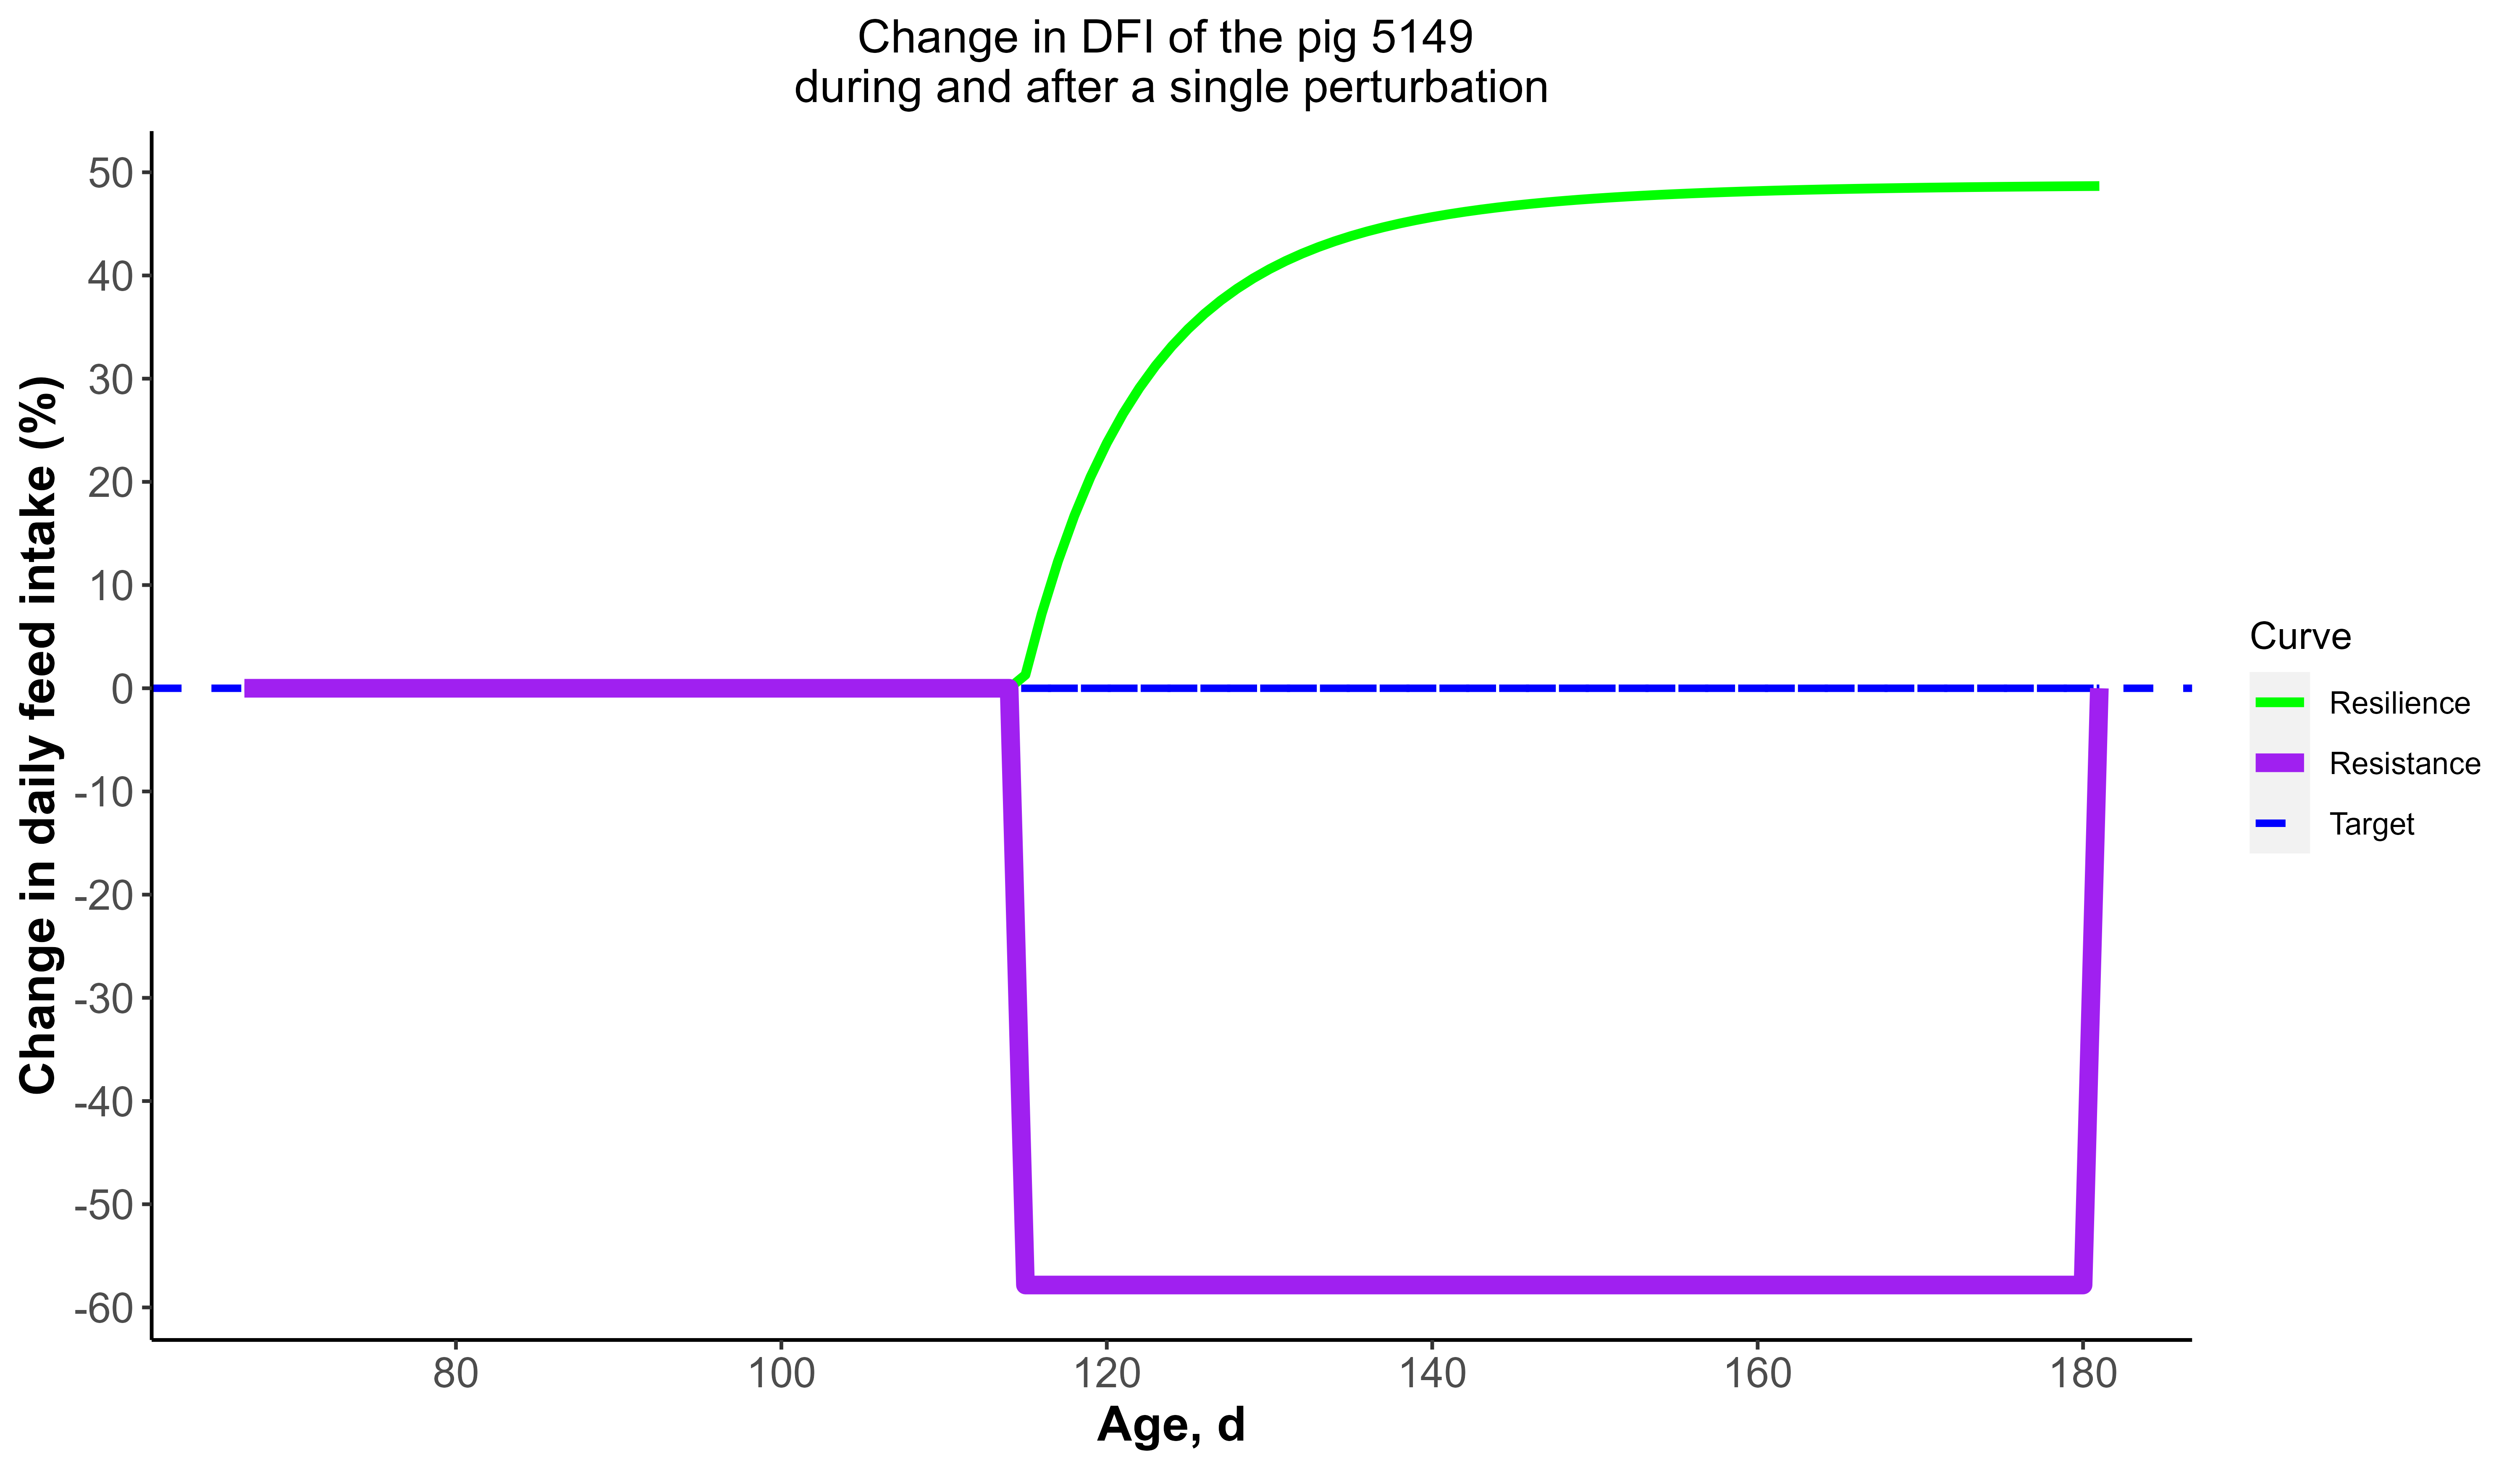 Change in DFI of the pig 5149
during and after a single perturbation
Change in daily feed intake (%)
50
40
30
20
10
0
-10
-20
-30
-40
-50
-60
80
100
120
140
160
180
Age, d
Curve
Resilience
Resistance
Target